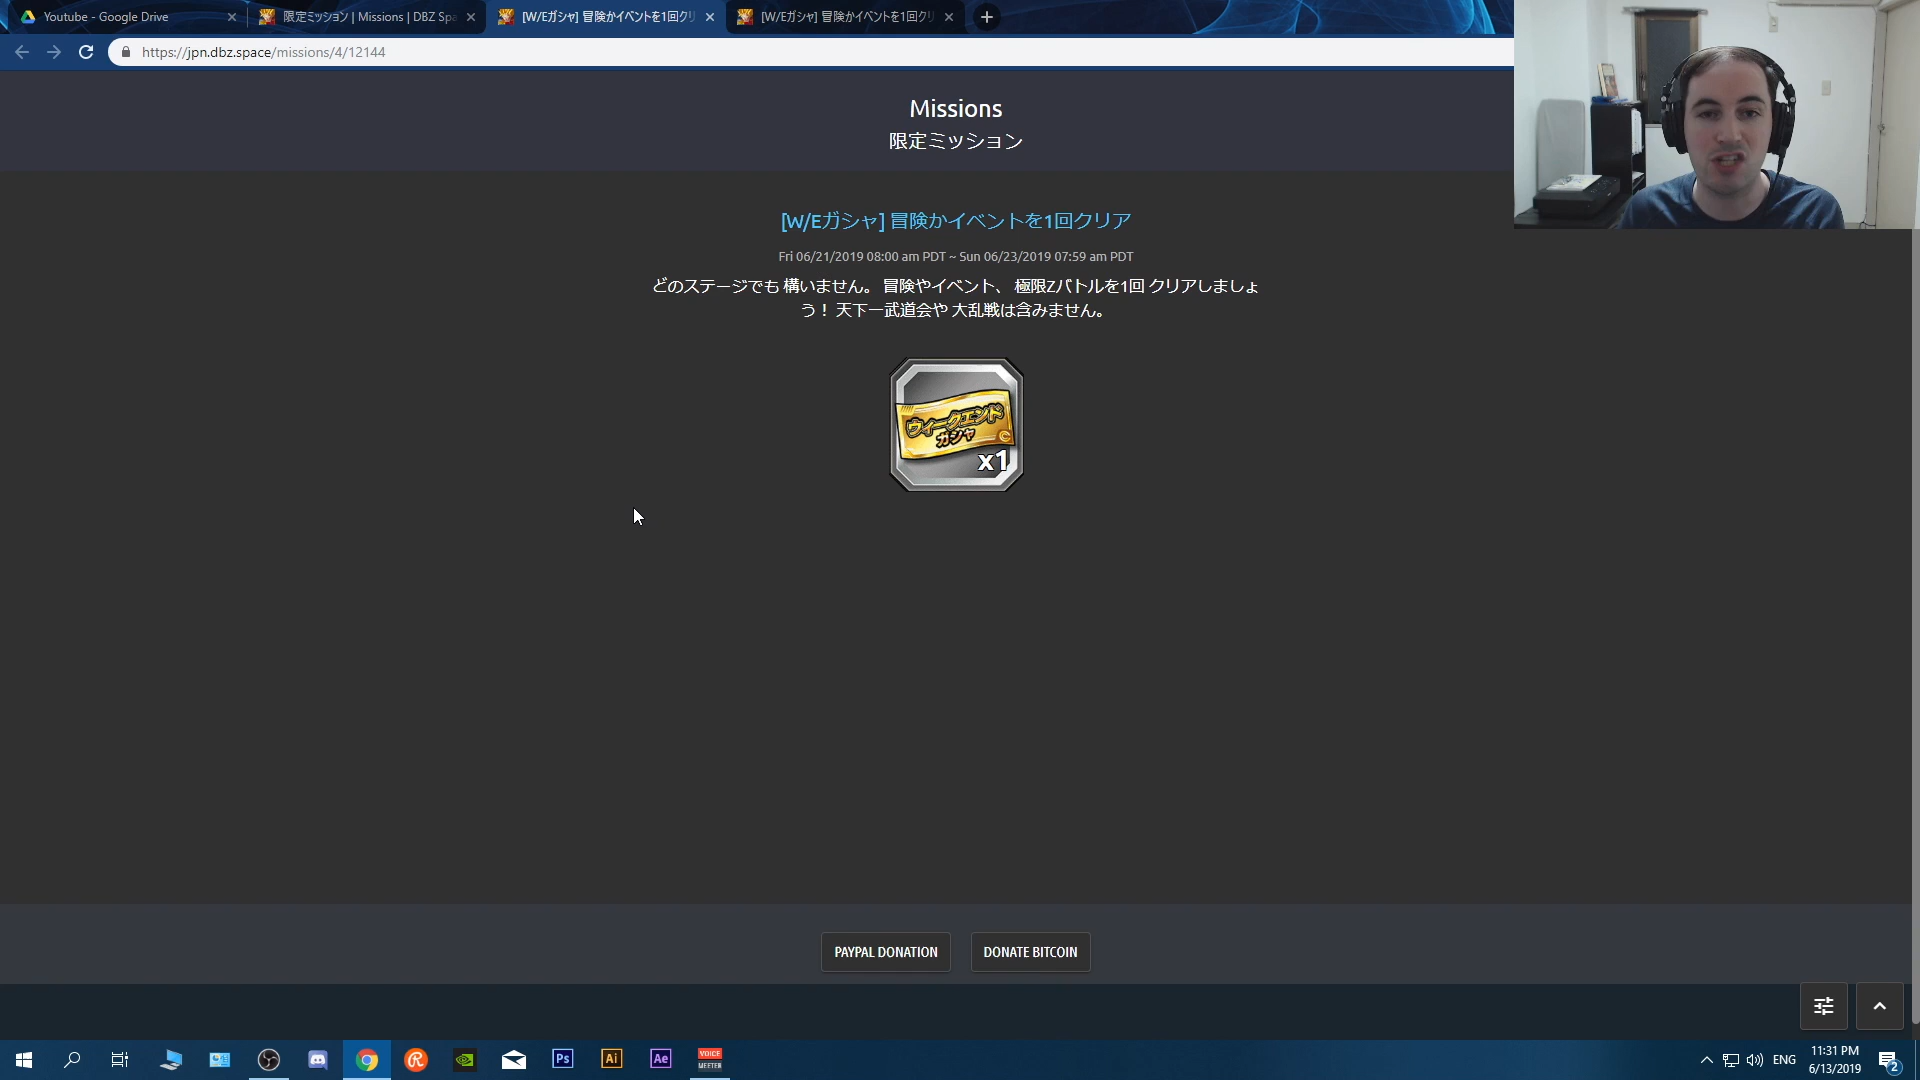 Youtube - Google Drive
限定ミッション | Missions | DBZ Spa
[W/Eガシャ] 冒険かイベントを1回クリ
[W/Eガシャ] 冒険かイベントを1回クリ
https://jpn.dbz.space/missions/4/12144
Missions
限定ミッション
[W/Eガシャ] 冒険かイベントを1回クリア
Fri 06/21/2019 08:00 am PDT ~ Sun 06/23/2019 07:59 am PDT
どのステージでも 構いません。 冒険やイベント、 極限Zバトルを1回 クリアしましょ
う！ 天下一武道会や 大乱戦は含みません。
ウィークエンド
ガシャ
x1
PAYPAL DONATION
DONATE BITCOIN
Ps
Ai
Ae
VOICE
MEETER
ENG
11:31 PM
6/13/2019
2